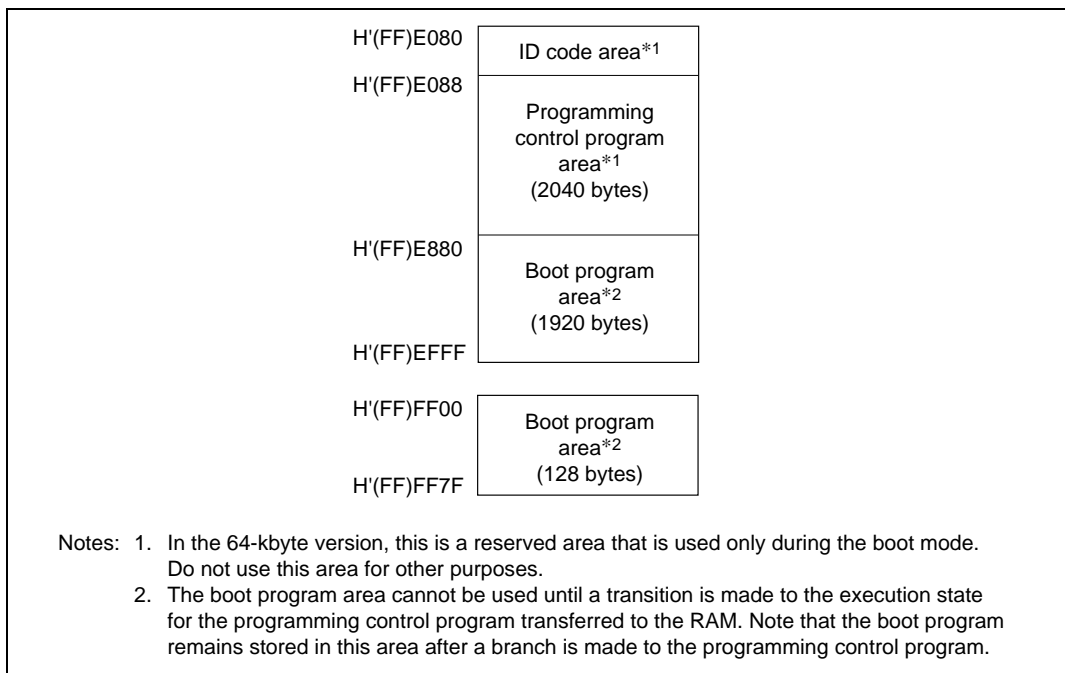 H'(FF)E080
ID code area*1
H'(FF)E088
Programming
control program
area*1
(2040 bytes)
H'(FF)E880
Boot program
area*2
(1920 bytes)
H'(FF)EFFF
H'(FF)FF00
Boot program
area*2
(128 bytes)
H'(FF)FF7F
Notes: 1. In the 64-kbyte version, this is a reserved area that is used only during the boot mode.
Do not use this area for other purposes.
2. The boot program area cannot be used until a transition is made to the execution state
for the programming control program transferred to the RAM. Note that the boot program
remains stored in this area after a branch is made to the programming control program.